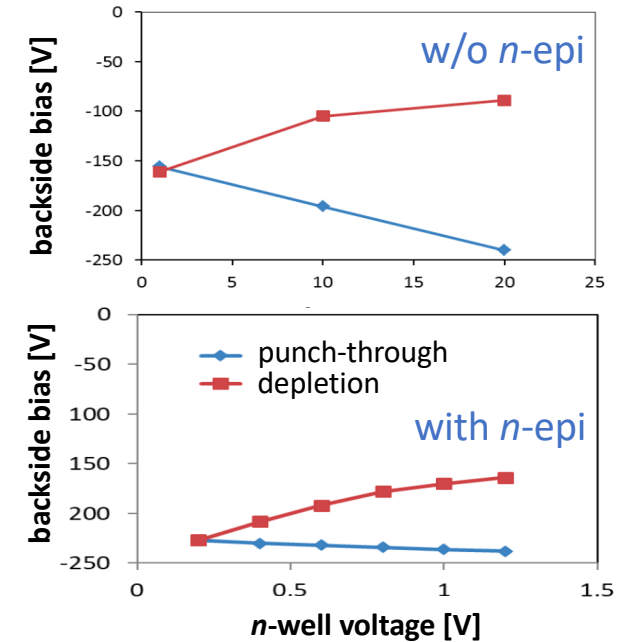 0
-50
-100
-150
-200
-250
backside bias [V]
w/o n-epi
0 5 10 15 20 25
0
-50
100
150
200
-250
backside bias [V]
punch-through
depletion
with n-epi
0 0.5 1 1.5
n-well voltage [V]